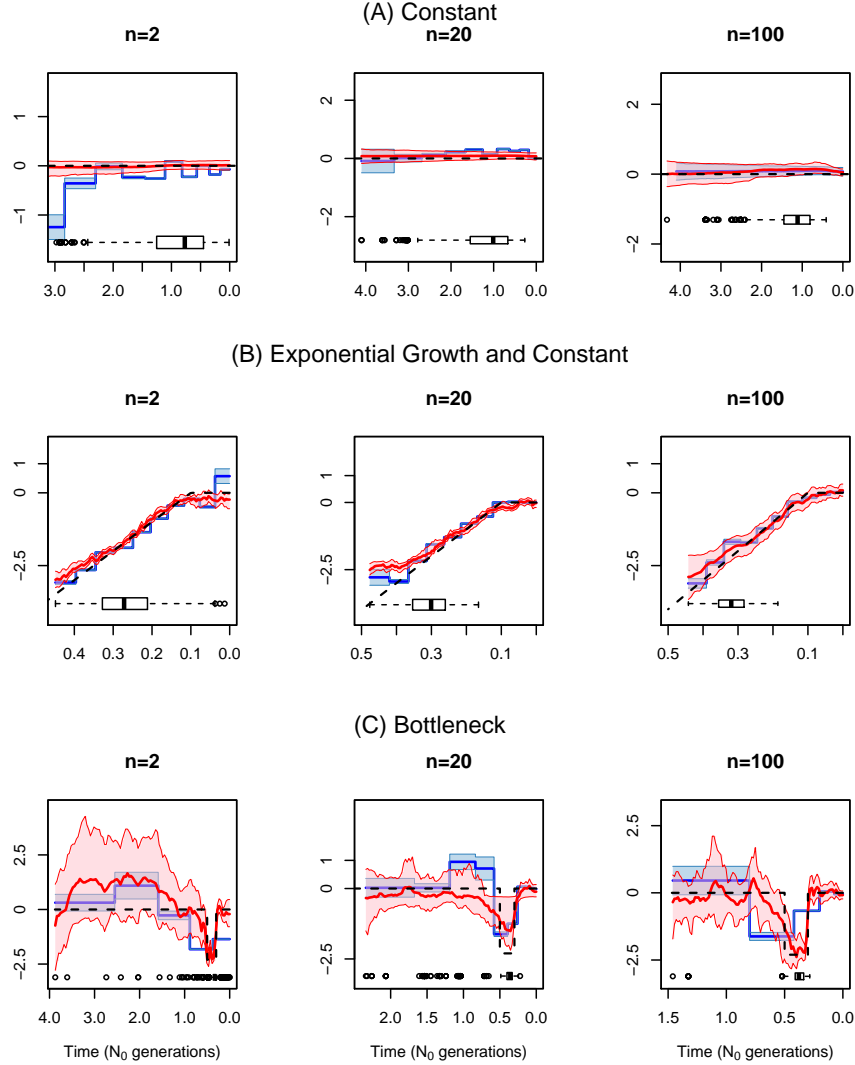 (A) Constant
n=2 n=20 n=100
1 0 -1
2 0 -2
2 0 -2
3.0 2.0 1.0 0.0
4.0 3.0 2.0 1.0 0.0
4.0 3.0 2.0 1.0 0.0
(B) Exponential Growth and Constant
n=2 n=20 n=100
1 0 -2.5
1 0 -2.5
1 0 -2.5
0.4 0.3 0.2 0.1 0.0
0.5 0.3 0.1
0.5 0.3 0.1
(C) Bottleneck
n=2 n=20 n=100
2.5 0 -2.5
1 0 -2.5
2.5 0 -2.5
4.0 3.0 2.0 1.0 0.0
2.0 1.5 1.0 0.5 0.0
1.5 1.0 0.5 0.0
Time (N₀ generations) Time (N₀ generations) Time (N₀ generations)